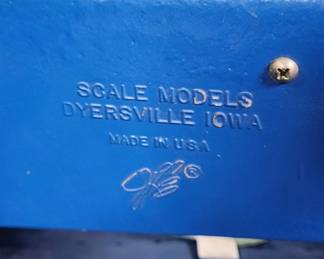 SCALE MODELS
DYERSVILLE IOWA
MADE IN U.S.A
®